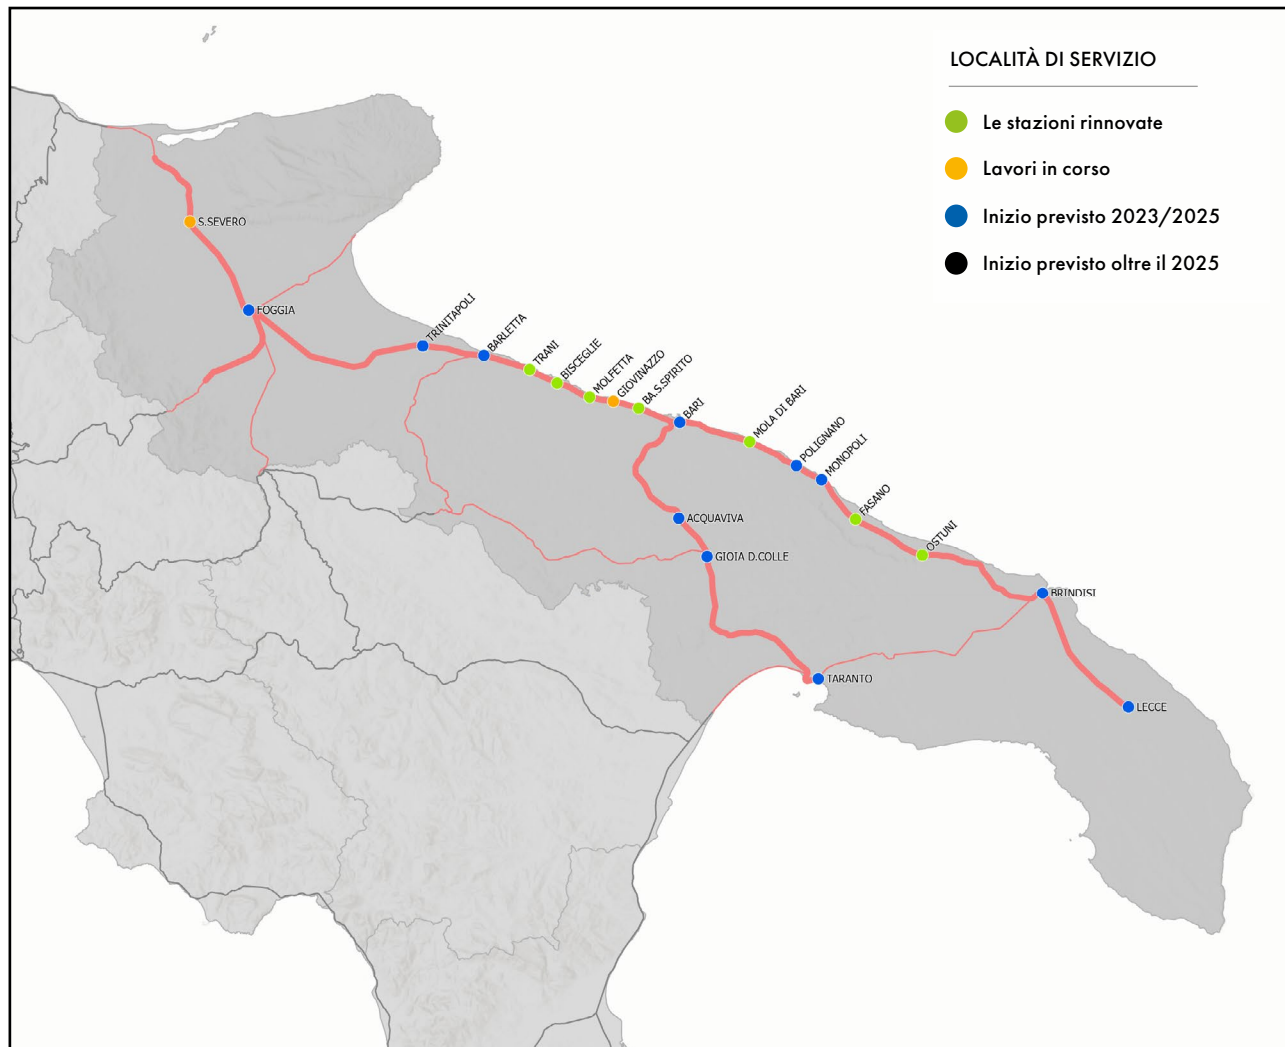 LOCALITÀ DI SERVIZIO
Le stazioni rinnovate
Lavori in corso
Inizio previsto 2023/2025
Inizio previsto oltre il 2025
S.SEVERO
FOGGIA
TRINITAPOLI
BARLETTA
TRANI
BISCEGLIE
MOLFETTA
GIOVINAZZO
BA.S.SPIRITO
BARI
MOLA DI BARI
POLIGNANO
MONOPOLI
FASANO
OSTUNI
ACQUAVIVA
GIOIA D.COLLE
BRINDISI
TARANTO
LECCE